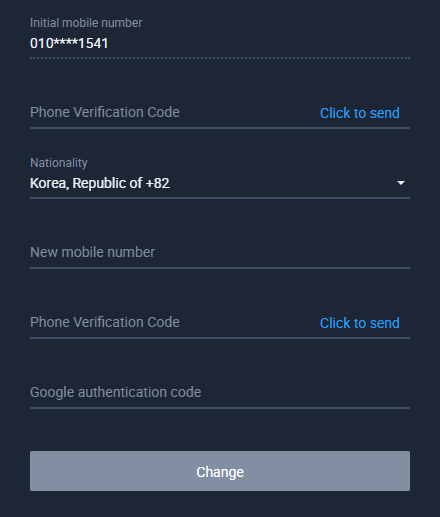 Initial mobile number
010****1541
Phone Verification Code Click to send
Nationality
Korea, Republic of +82
New mobile number
Phone Verification Code Click to send
Google authentication code
Change